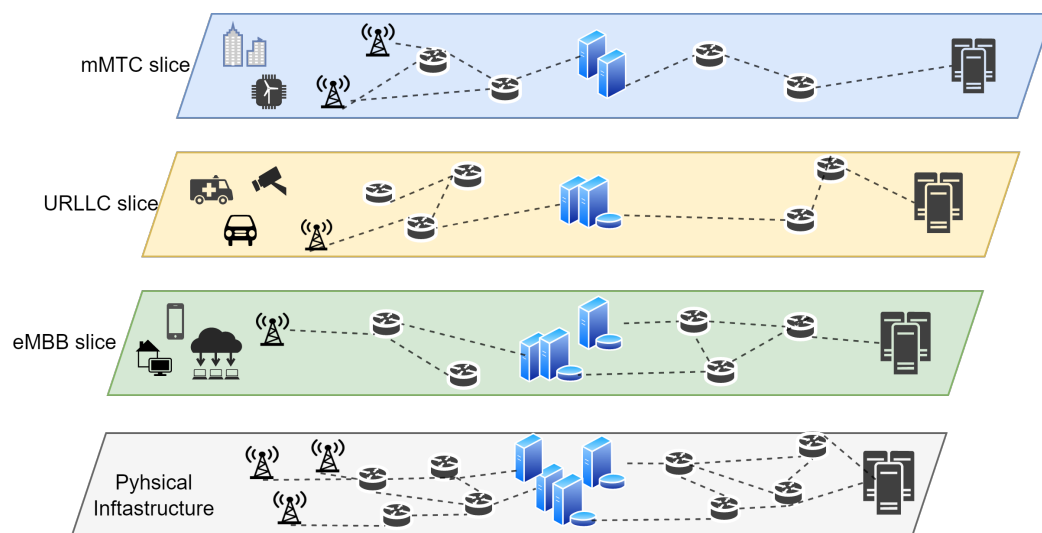 mMTC slice
URLLC slice
eMBB slice
Pyhsical
Inftastructure